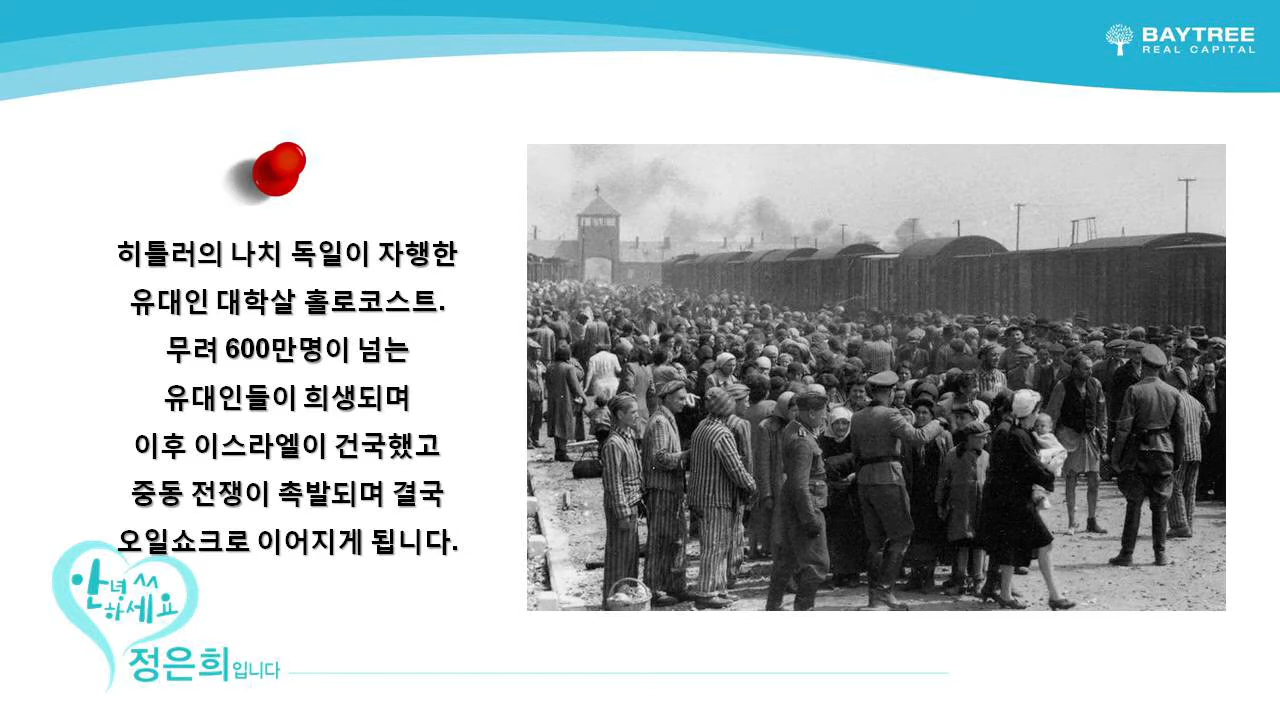 BAYTREE
REAL CAPITAL
히틀러의 나치 독일이 자행한
유대인 대학살 홀로코스트.
무려 600만명이 넘는
유대인들이 희생되며
이후 이스라엘이 건국했고
중동 전쟁이 촉발되며 결국
오일쇼크로 이어지게 됩니다.
안녕^^
하세요
정은희입니다